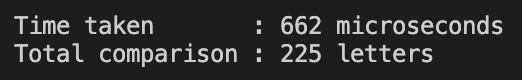 Time taken       : 662 microseconds
Total comparison : 225 letters